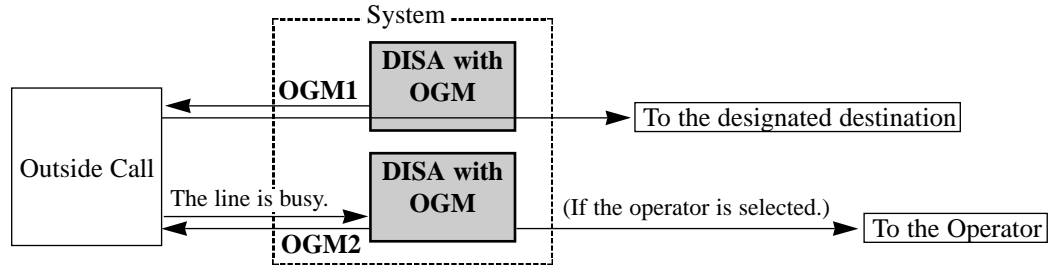 System
DISA with
OGM
OGM1
To the designated destination
Outside Call
DISA with
OGM
The line is busy.
(If the operator is selected.)
OGM2
To the Operator